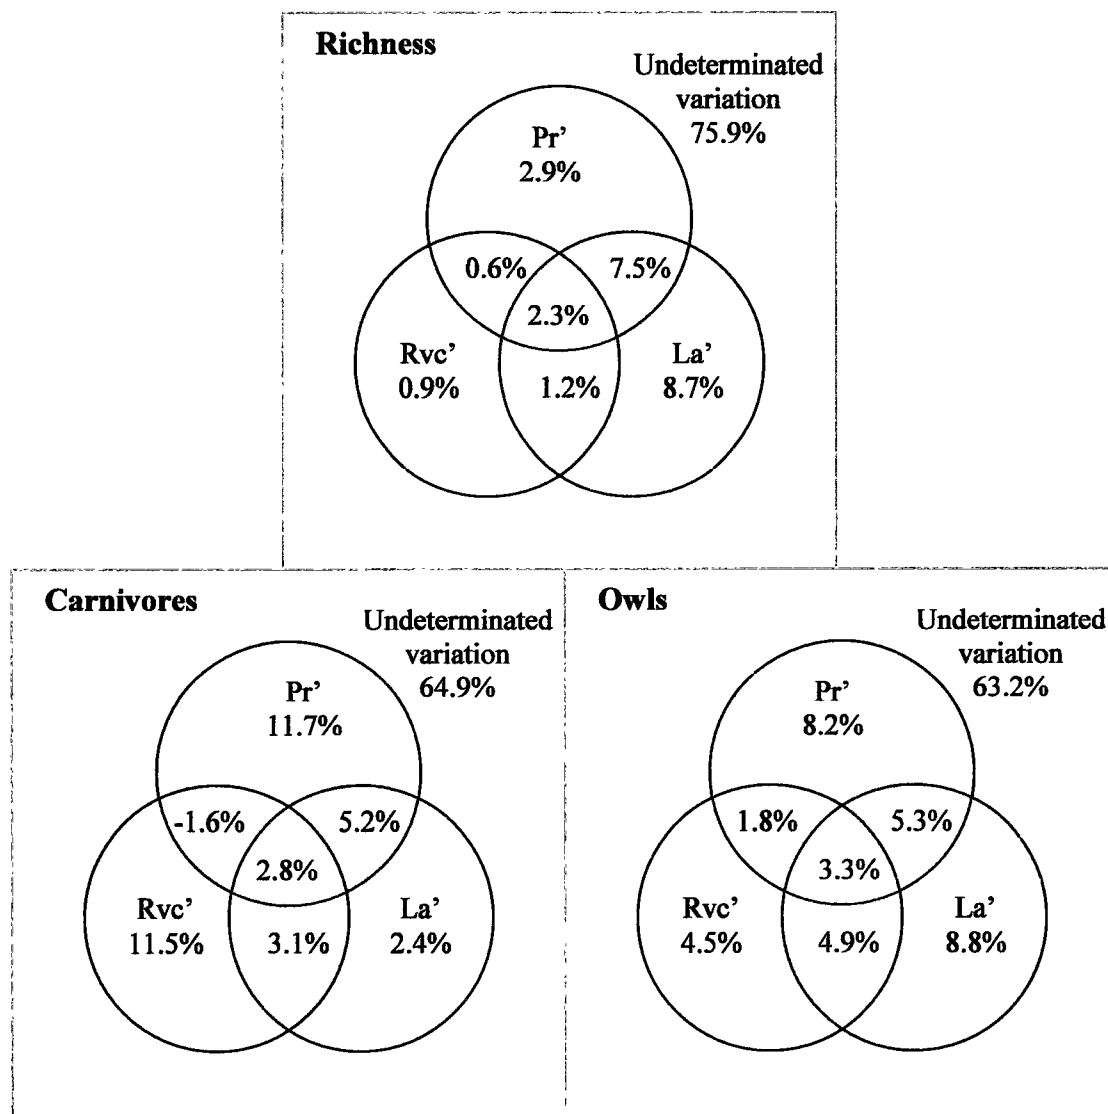 Richness
Undeterminated
variation
75.9%
Pr’
2.9%
0.6%
7.5%
2.3%
Rvc’
0.9%
1.2%
La’
8.7%
Carnivores
Undeterminated
variation
64.9%
Pr’
11.7%
-1.6%
5.2%
2.8%
Rvc’
11.5%
3.1%
La’
2.4%
Owls
Undeterminated
variation
63.2%
Pr’
8.2%
1.8%
5.3%
3.3%
Rvc’
4.5%
4.9%
La’
8.8%